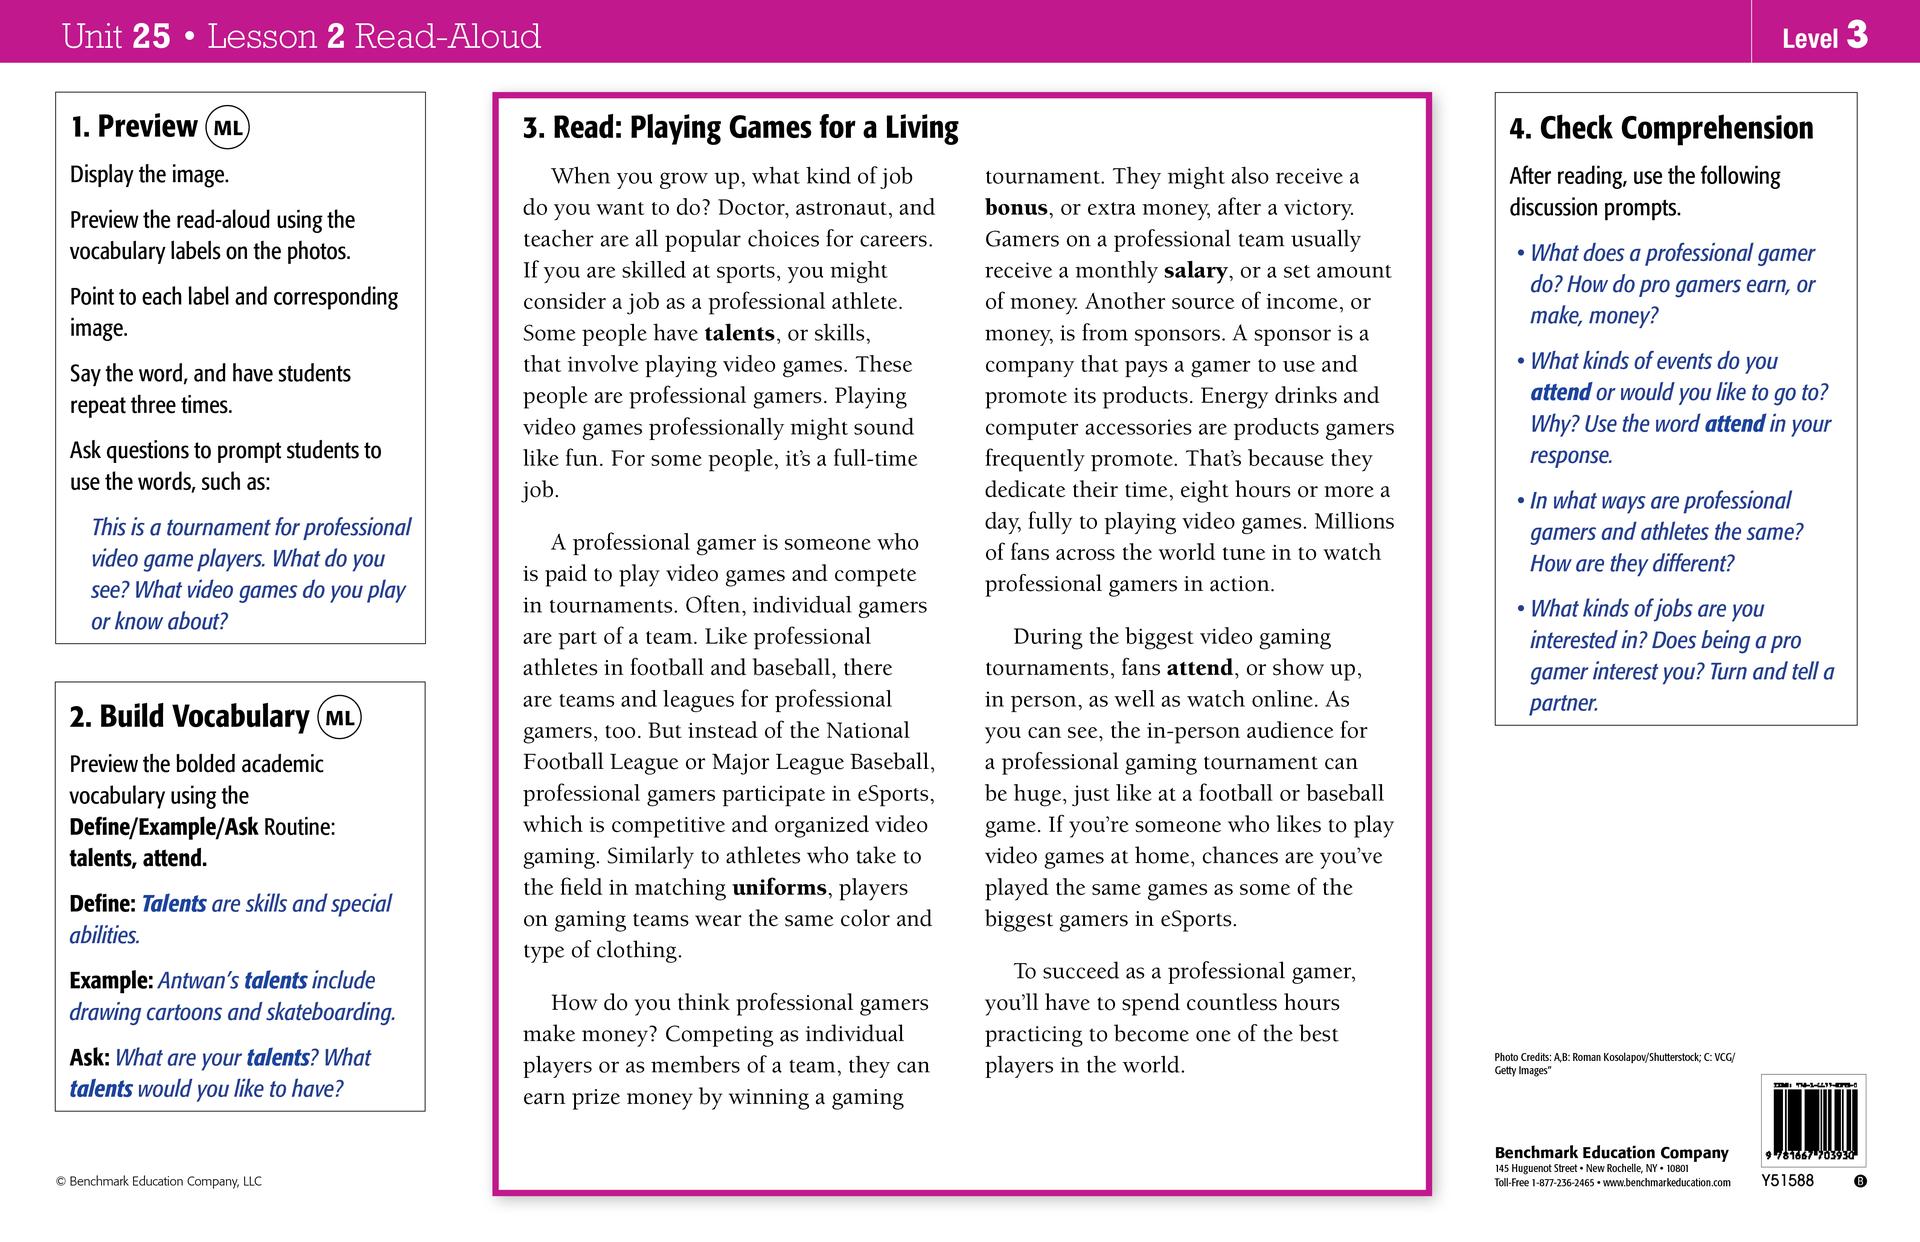 Unit 25 • Lesson 2 Read-Aloud
Level 3
1. Preview ML
Display the image.
Preview the read-aloud using the
vocabulary labels on the photos.
Point to each label and corresponding
image.
Say the word, and have students
repeat three times.
Ask questions to prompt students to
use the words, such as:
This is a tournament for professional
video game players. What do you
see? What video games do you play
or know about?
2. Build Vocabulary ML
Preview the bolded academic
vocabulary using the
Define/Example/Ask Routine:
talents, attend.
Define: Talents are skills and special
abilities.
Example: Antwan's talents include
drawing cartoons and skateboarding.
Ask: What are your talents? What
talents would you like to have?
© Benchmark Education Company, LLC
3. Read: Playing Games for a Living
When you grow up, what kind of job
do you want to do? Doctor, astronaut, and
teacher are all popular choices for careers.
If you are skilled at sports, you might
consider a job as a professional athlete.
Some people have talents, or skills,
that involve playing video games. These
people are professional gamers. Playing
video games professionally might sound
like fun. For some people, it's a full-time
job.
A professional gamer is someone who
is paid to play video games and compete
in tournaments. Often, individual gamers
are part of a team. Like professional
athletes in football and baseball, there
are teams and leagues for professional
gamers, too. But instead of the National
Football League or Major League Baseball,
professional gamers participate in eSports,
which is competitive and organized video
gaming. Similarly to athletes who take to
the field in matching uniforms, players
on gaming teams wear the same color and
type of clothing.
How do you think professional gamers
make money? Competing as individual
players or as members of a team, they can
earn prize money by winning a gaming
tournament. They might also receive a
bonus, or extra money, after a victory.
Gamers on a professional team usually
receive a monthly salary, or a set amount
of money. Another source of income, or
money, is from sponsors. A sponsor is a
company that pays a gamer to use and
promote its products. Energy drinks and
computer accessories are products gamers
frequently promote. That's because they
dedicate their time, eight hours or more a
day, fully to playing video games. Millions
of fans across the world tune in to watch
professional gamers in action.
During the biggest video gaming
tournaments, fans attend, or show up,
in person, as well as watch online. As
you can see, the in-person audience for
a professional gaming tournament can
be huge, just like at a football or baseball
game. If you're someone who likes to play
video games at home, chances are you've
played the same games as some of the
biggest gamers in eSports.
To succeed as a professional gamer,
you'll have to spend countless hours
practicing to become one of the best
players in the world.
4. Check Comprehension
After reading, use the following
discussion prompts.
• What does a professional gamer
do? How do pro gamers earn, or
make, money?
• What kinds of events do you
attend or would you like to go to?
Why? Use the word attend in your
response.
• In what ways are professional
gamers and athletes the same?
How are they different?
• What kinds of jobs are you
interested in? Does being a pro
gamer interest you? Turn and tell a
partner.
Photo Credits: A,B: Roman Kosolapov/Shutterstock; C: VCG/
Getty Images"
Benchmark Education Company
145 Huguenot Street • New Rochelle, NY • 10801
Toll-Free 1-877-236-2465 • www.benchmarkeducation.com
9 781667 703930
Y51588
B